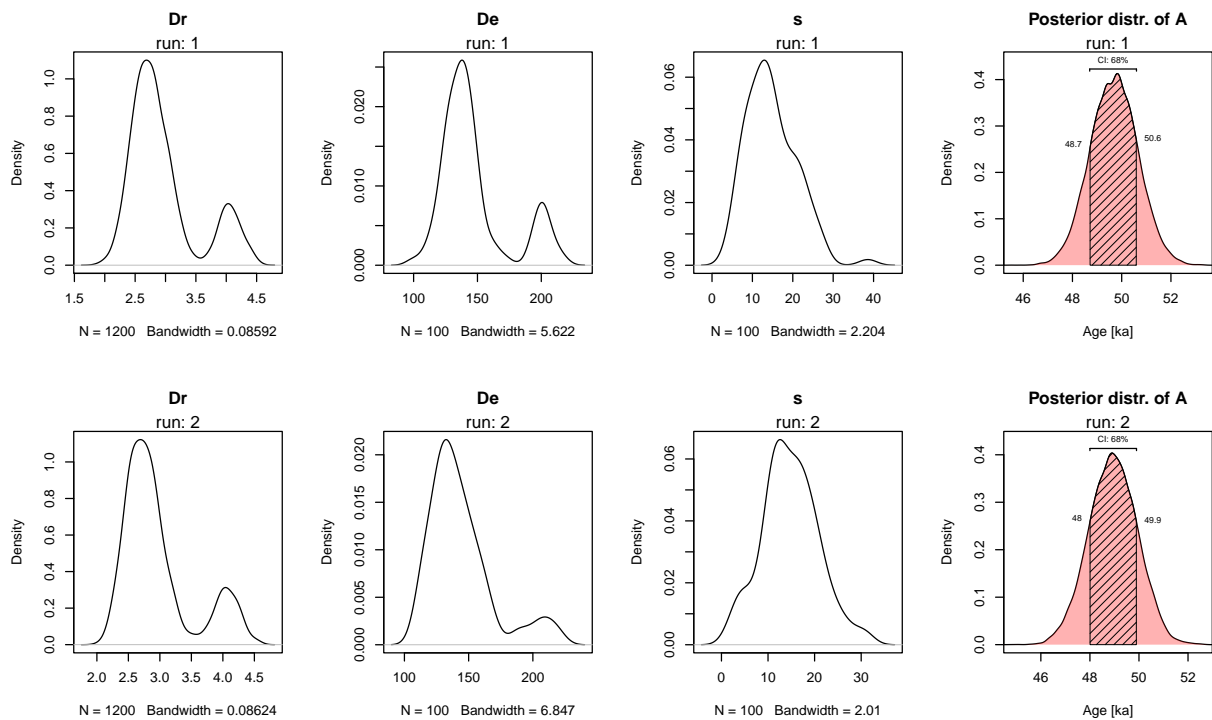 Dr
run: 1
Density
0.0 0.2 0.4 0.6 0.8 1.0
1.5 2.5 3.5 4.5
N = 1200 Bandwidth = 0.08592
De
run: 1
Density
0.000 0.010 0.020
100 150 200
N = 100 Bandwidth = 5.622
s
run: 1
Density
0.00 0.02 0.04 0.06
0 10 20 30 40
N = 100 Bandwidth = 2.204
Posterior distr. of A
run: 1
CI: 68%
48.7 50.6
Density
0.0 0.1 0.2 0.3 0.4
46 48 50 52
Age [ka]
Dr
run: 2
Density
0.0 0.2 0.4 0.6 0.8 1.0
2.0 2.5 3.0 3.5 4.0 4.5
N = 1200 Bandwidth = 0.08624
De
run: 2
Density
0.000 0.005 0.010 0.015 0.020
100 150 200
N = 100 Bandwidth = 6.847
s
run: 2
Density
0.00 0.02 0.04 0.06
0 10 20 30
N = 100 Bandwidth = 2.01
Posterior distr. of A
run: 2
CI: 68%
48 49.9
Density
0.0 0.1 0.2 0.3 0.4
46 48 50 52
Age [ka]